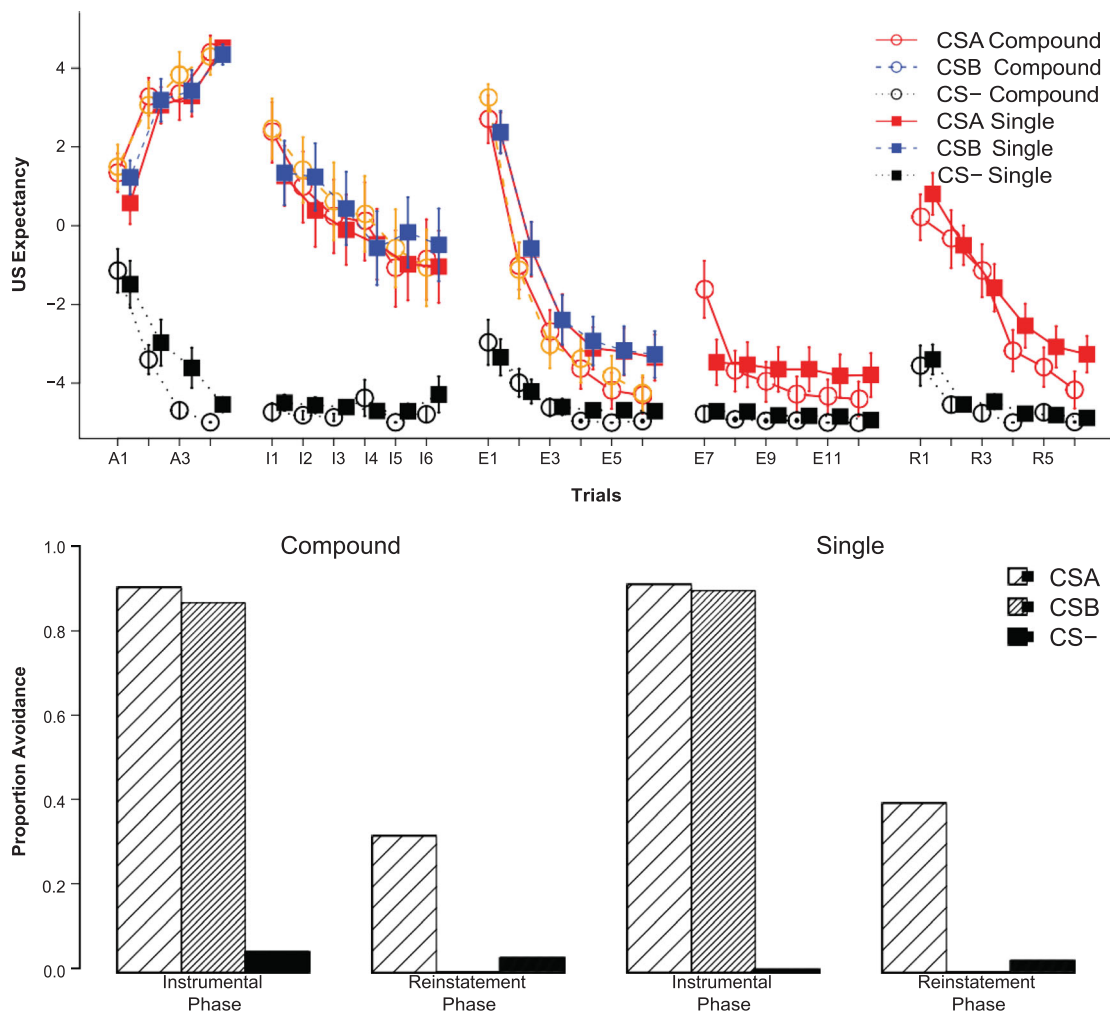 CSA Compound
CSB Compound
CS− Compound
CSA Single
CSB Single
CS− Single
US Expectancy
4
2
0
−2
−4
A1 A3 I1 I2 I3 I4 I5 I6 E1 E3 E5 E7 E9 E11 R1 R3 R5
Trials
Compound Single
CSA
CSB
CS−
Proportion Avoidance
1.0
0.8
0.6
0.4
0.2
0.0
Instrumental Reinstatement Instrumental Reinstatement
Phase Phase Phase Phase